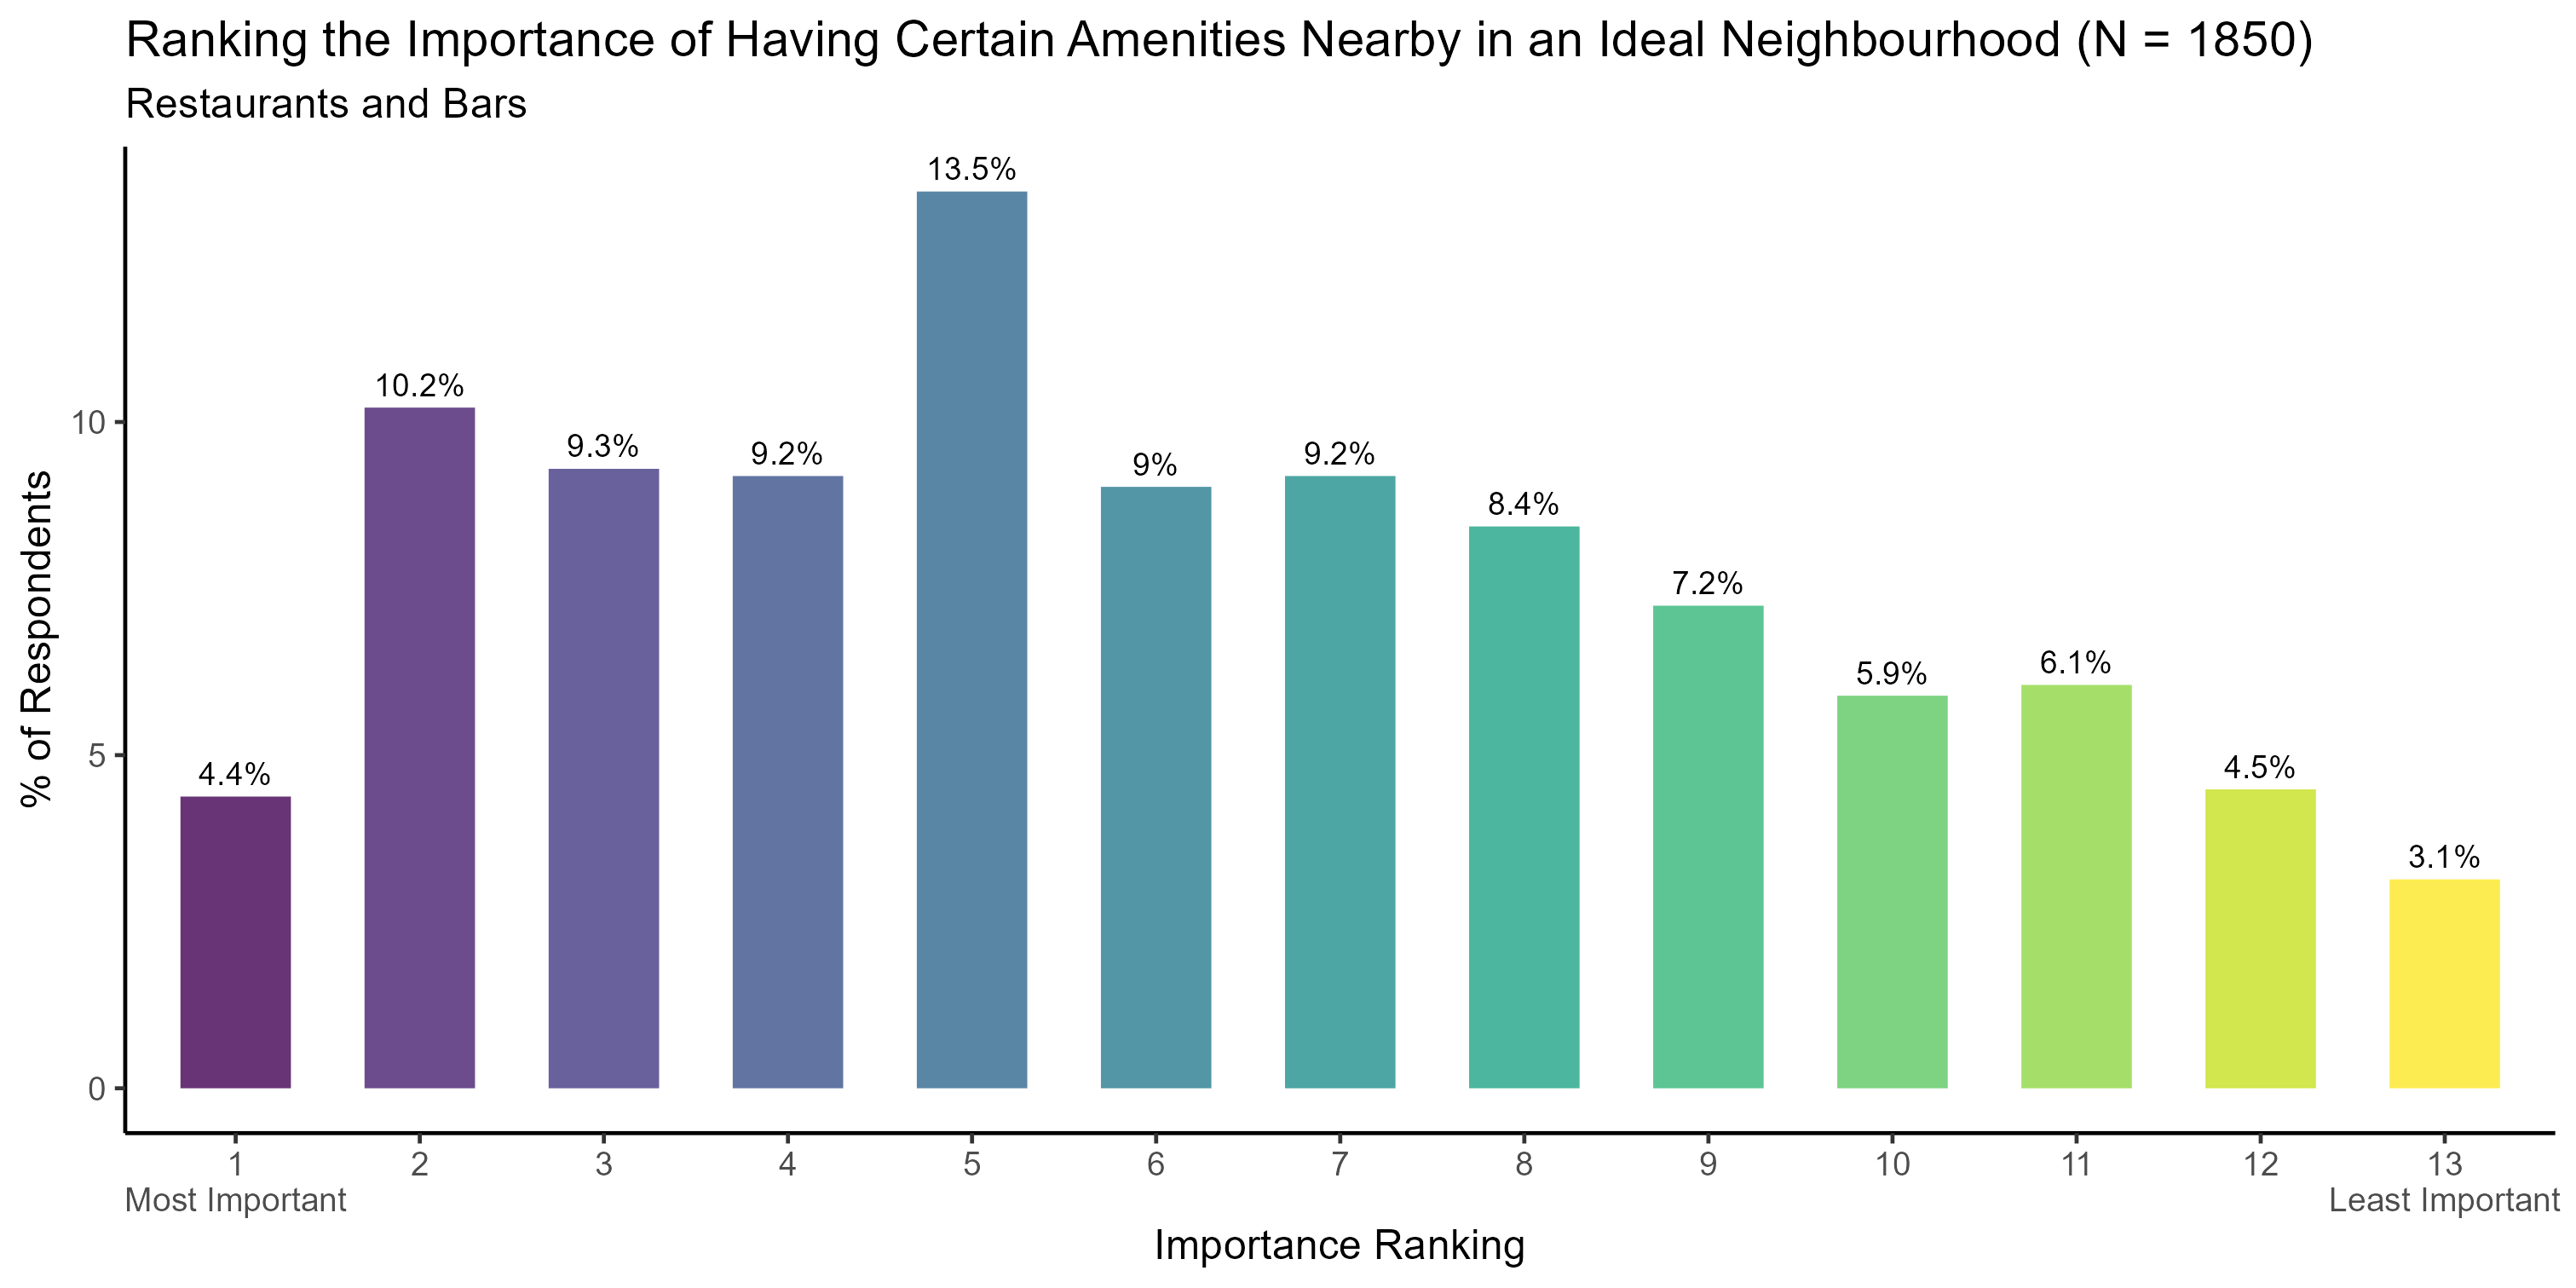 Ranking the Importance of Having Certain Amenities Nearby in an Ideal Neighbourhood (N = 1850)
Restaurants and Bars
% of Respondents
10
5
0
4.4%
10.2%
9.3%
9.2%
13.5%
9%
9.2%
8.4%
7.2%
5.9%
6.1%
4.5%
3.1%
1 2 3 4 5 6 7 8 9 10 11 12 13
Most Important Least Important
Importance Ranking